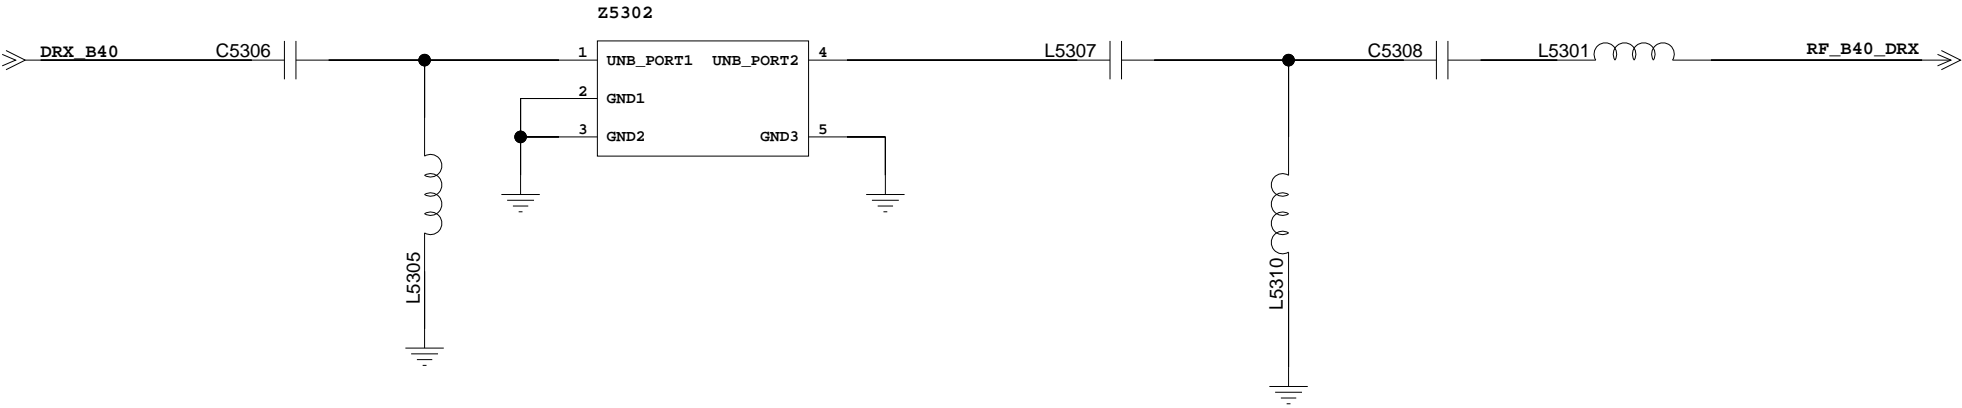 Z5302
DRX_B40 C5306 1 UNB_PORT1 UNB_PORT2 4 L5307 C5308 L5301 RF_B40_DRX
2 GND1
3 GND2 GND3 5
L5305
L5310